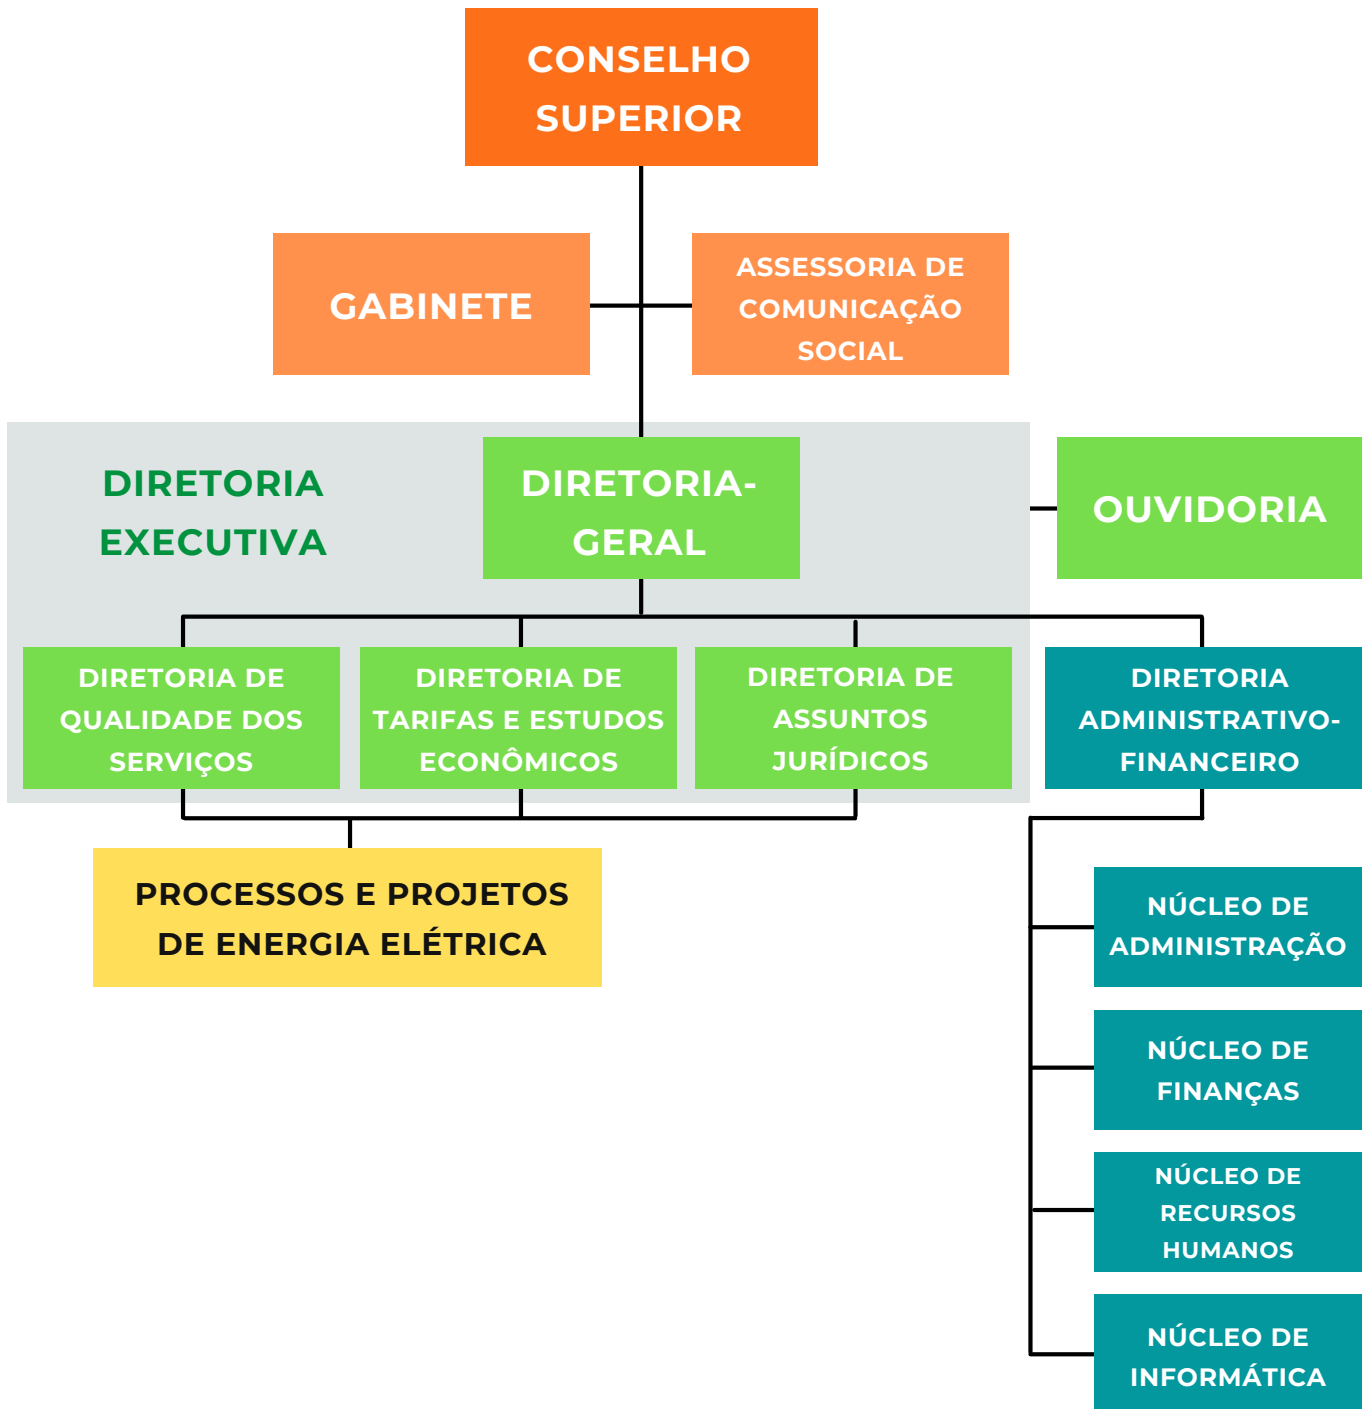 CONSELHO
SUPERIOR
GABINETE
ASSESSORIA DE
COMUNICAÇÃO
SOCIAL
DIRETORIA
EXECUTIVA
DIRETORIA-
GERAL
OUVIDORIA
DIRETORIA DE
QUALIDADE DOS
SERVIÇOS
DIRETORIA DE
TARIFAS E ESTUDOS
ECONÔMICOS
DIRETORIA DE
ASSUNTOS
JURÍDICOS
DIRETORIA
ADMINISTRATIVO-
FINANCEIRO
PROCESSOS E PROJETOS
DE ENERGIA ELÉTRICA
NÚCLEO DE
ADMINISTRAÇÃO
NÚCLEO DE
FINANÇAS
NÚCLEO DE
RECURSOS
HUMANOS
NÚCLEO DE
INFORMÁTICA